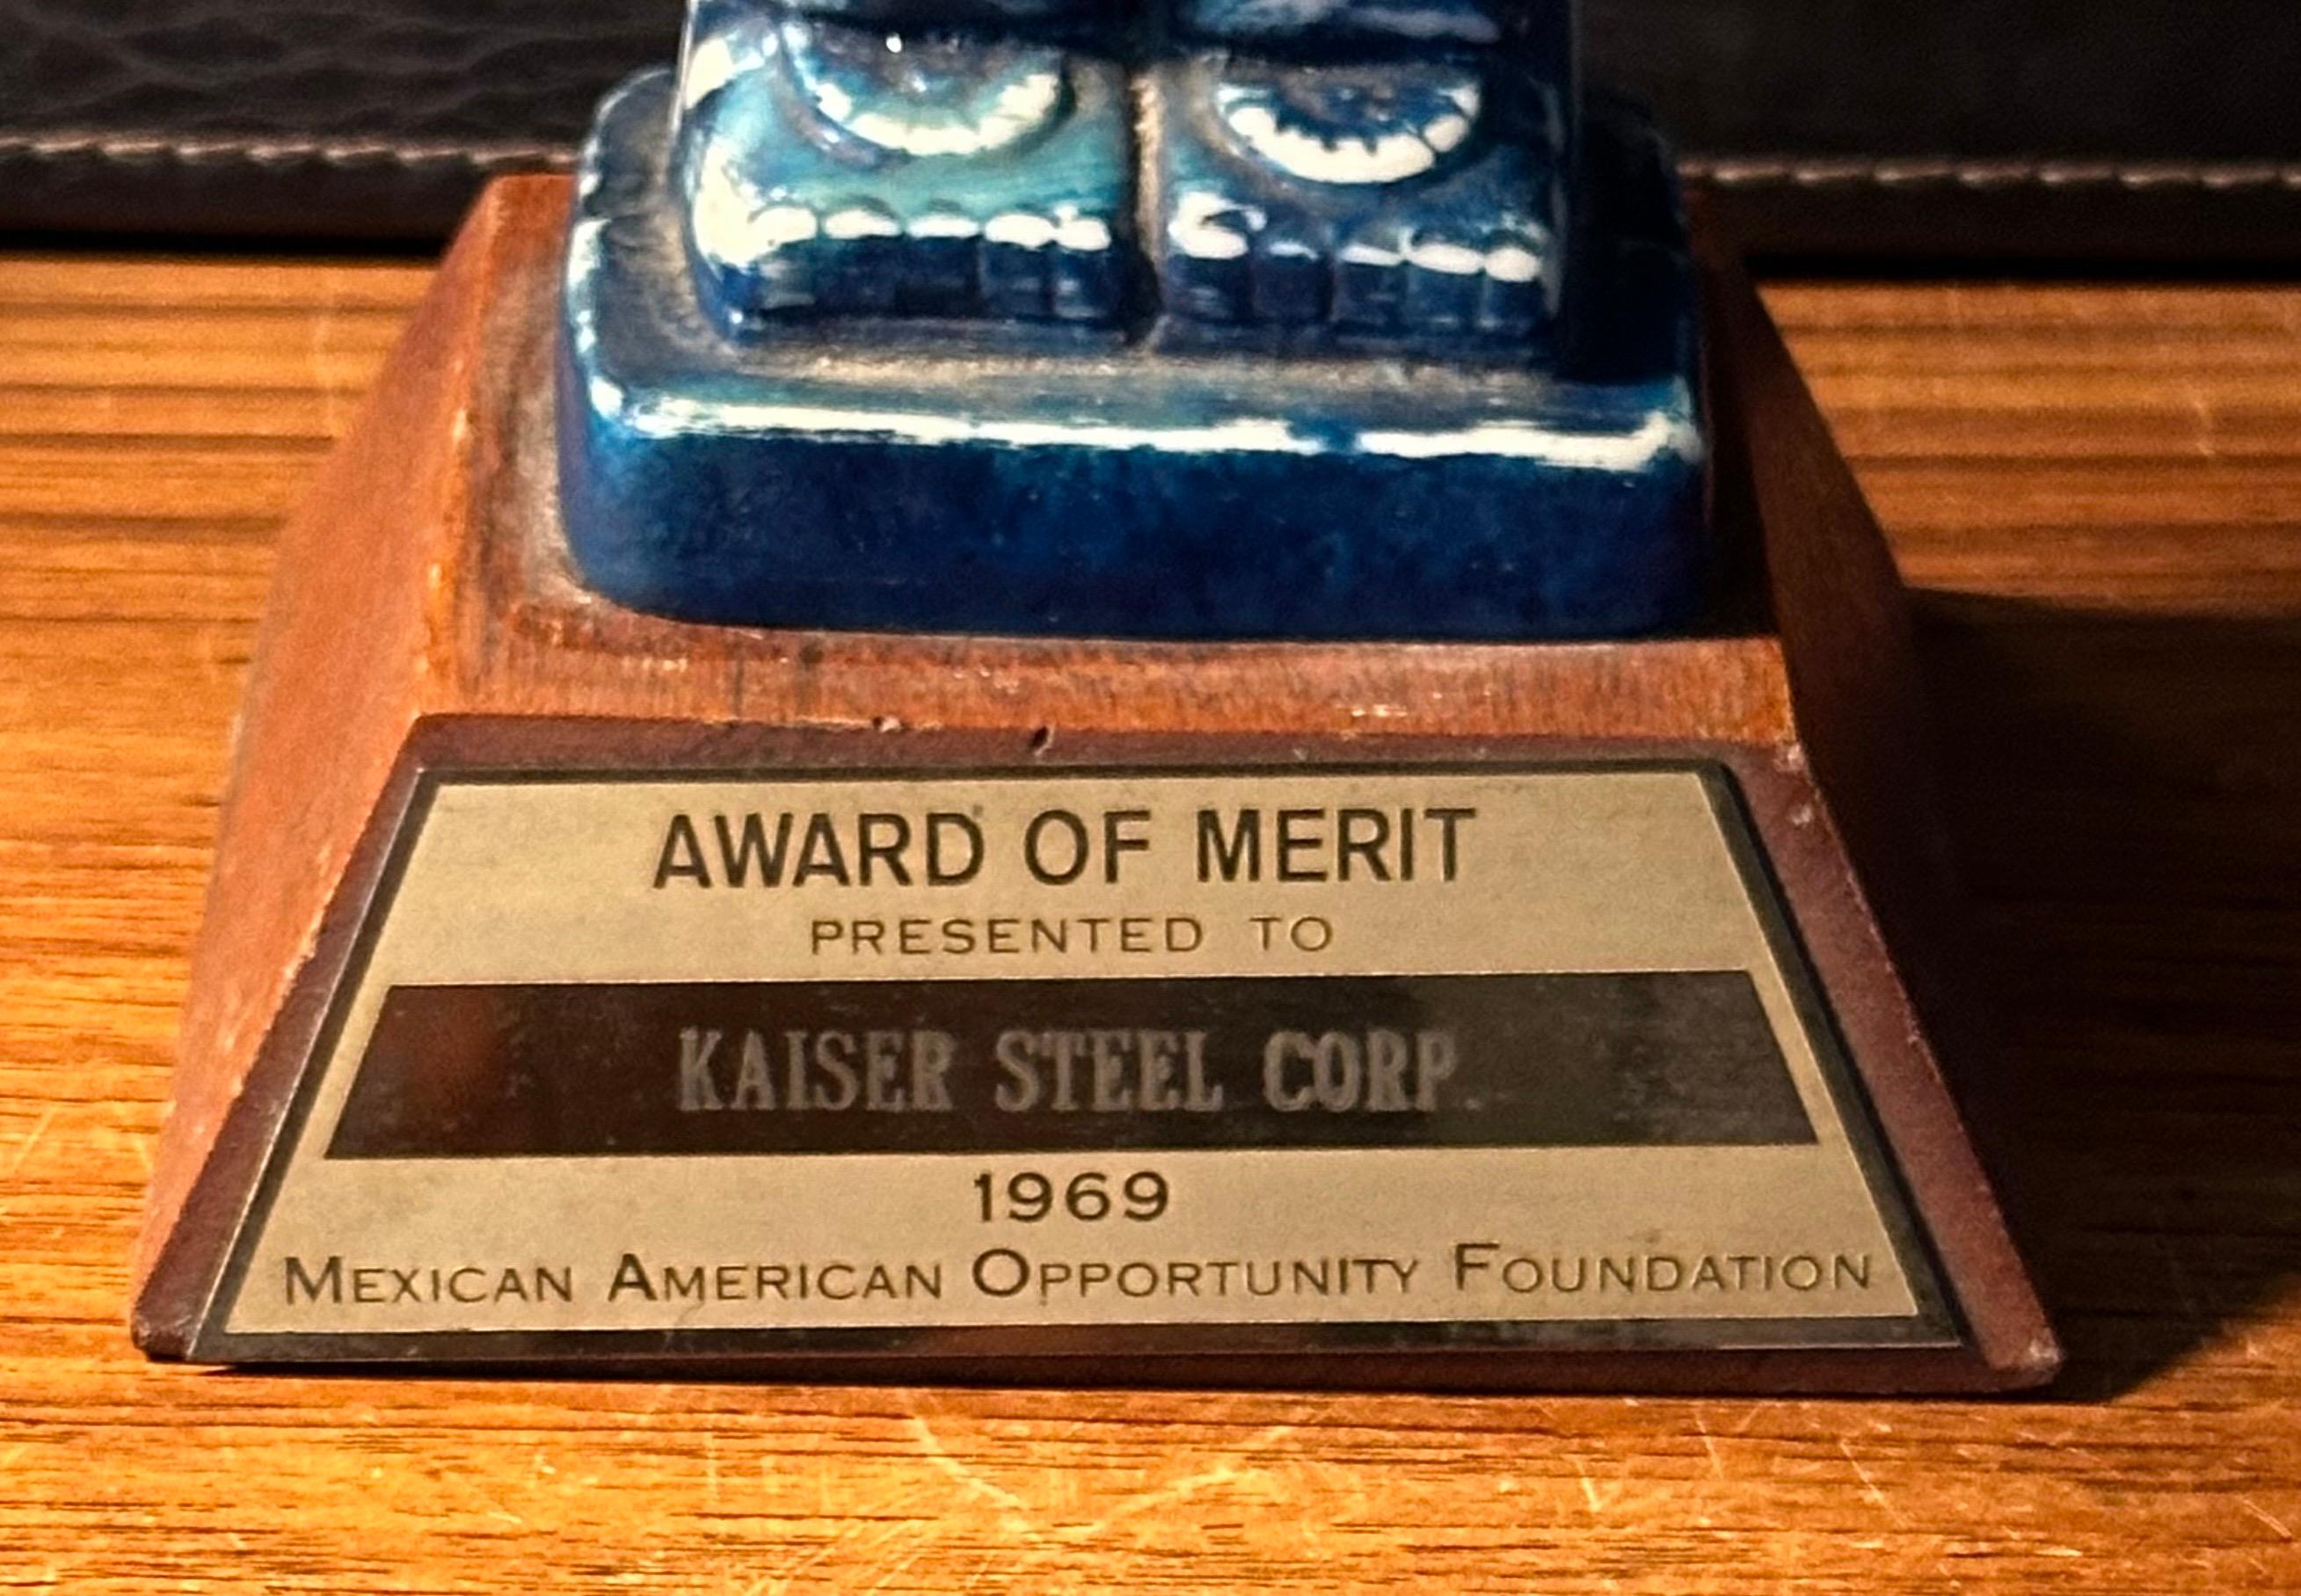 AWARD OF MERIT
PRESENTED TO
KAISER STEEL CORP.
1969
MEXICAN AMERICAN OPPORTUNITY FOUNDATION